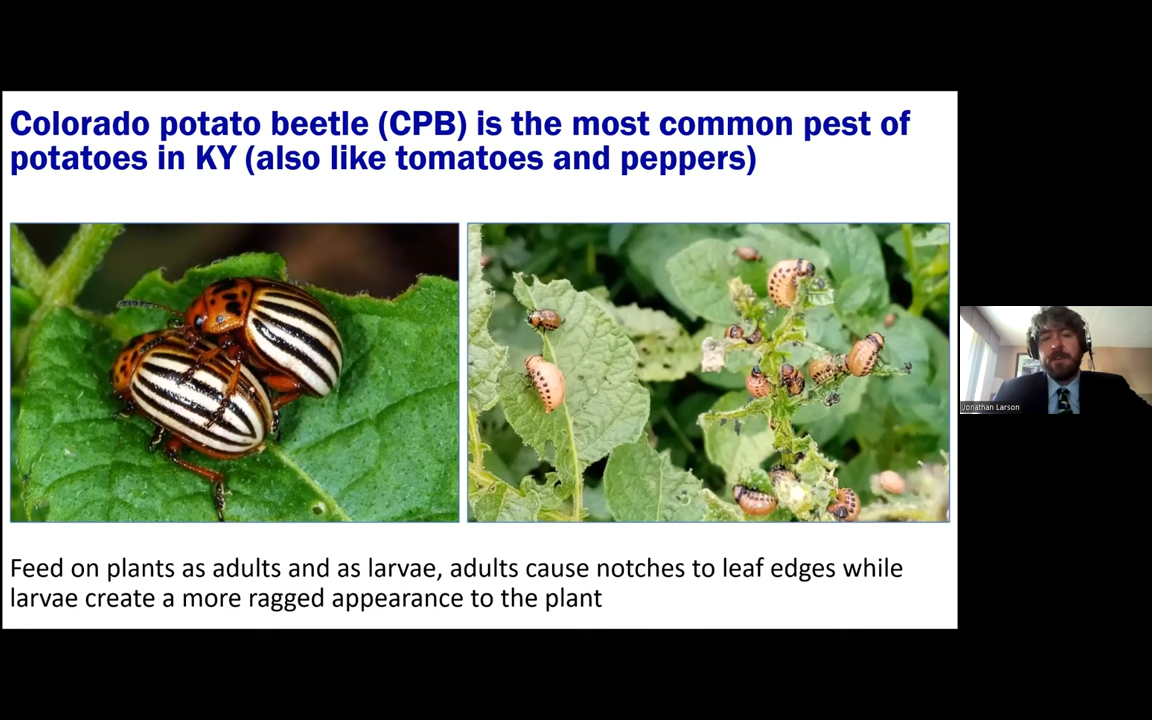 Colorado potato beetle (CPB) is the most common pest of
potatoes in KY (also like tomatoes and peppers)
Feed on plants as adults and as larvae, adults cause notches to leaf edges while
larvae create a more ragged appearance to the plant
Jonathan Larson